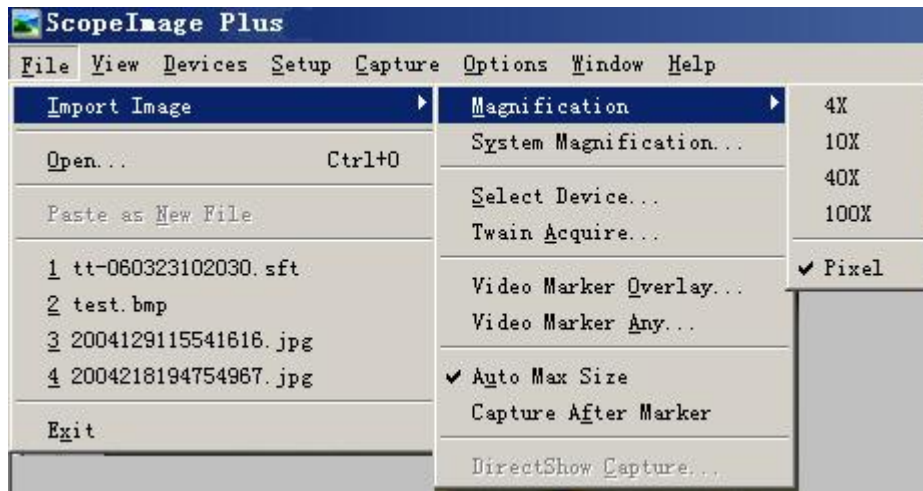 ScopeImage Plus
File View Devices Setup Capture Options Window Help
Import Image
Open... Ctrl+O
Paste as New File
1 tt-060323102030.sft
2 test.bmp
3 2004129115541616.jpg
4 2004218194754967.jpg
Exit
Magnification
System Magnification...
Select Device...
Twain Acquire...
Video Marker Overlay...
Video Marker Any...
Auto Max Size
Capture After Marker
DirectShow Capture...
4X
10X
40X
100X
Pixel